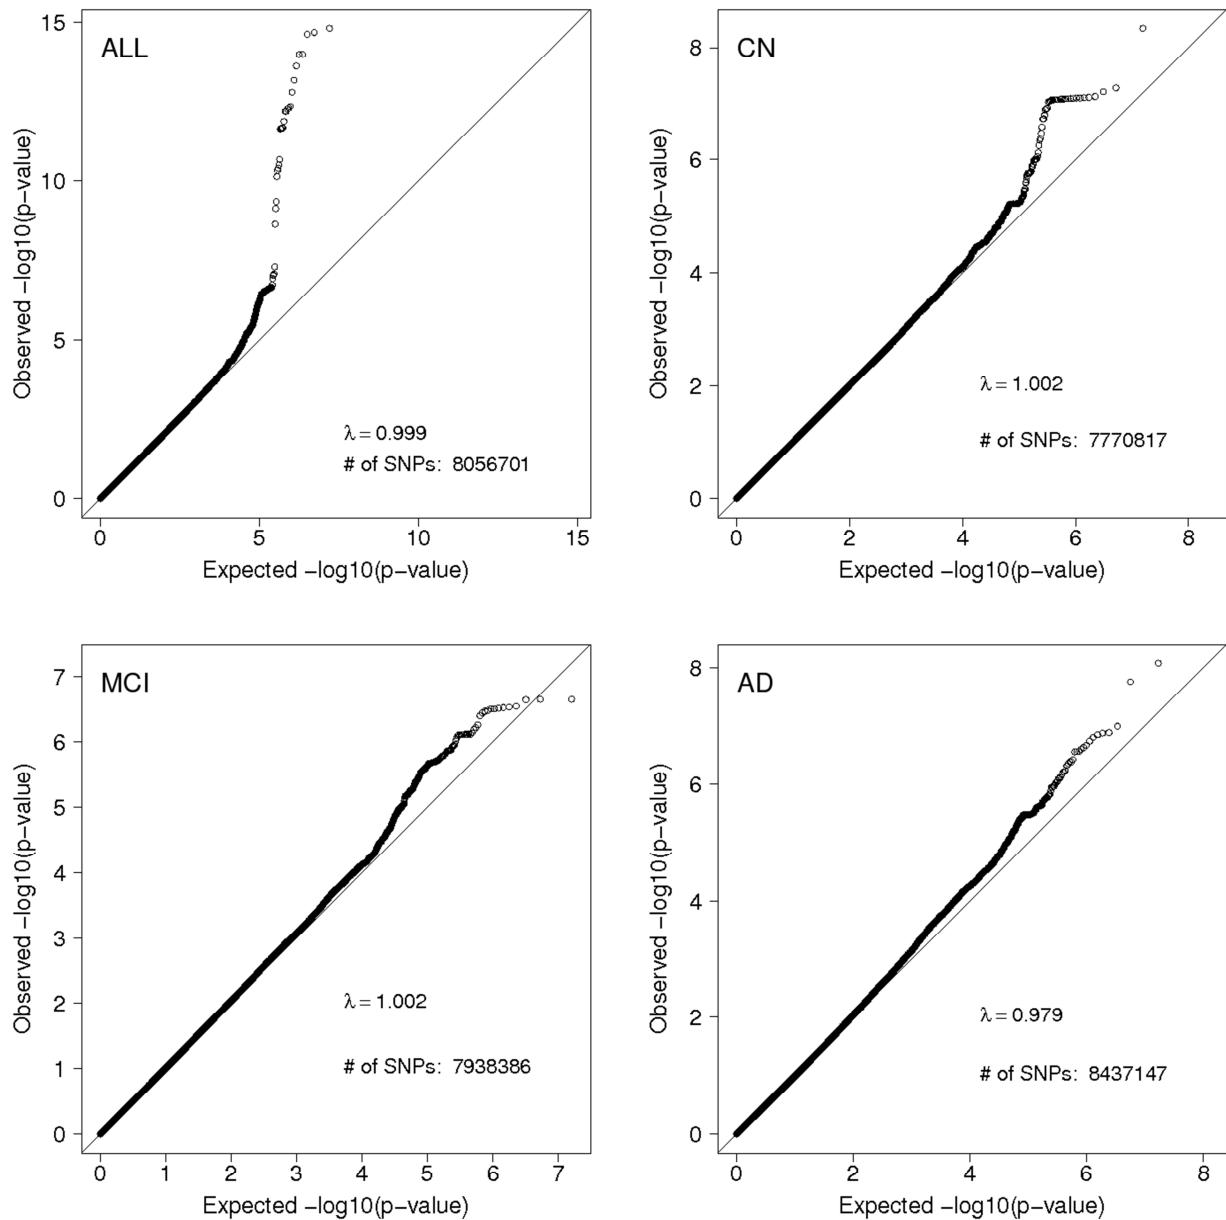 ALL
15
10
5
0
Observed −log10(p−value)
λ = 0.999
# of SNPs: 8056701
0 5 10 15
Expected −log10(p−value)
CN
8
6
4
2
0
Observed −log10(p−value)
λ = 1.002
# of SNPs: 7770817
0 2 4 6 8
Expected −log10(p−value)
MCI
7
6
5
4
3
2
1
0
Observed −log10(p−value)
λ = 1.002
# of SNPs: 7938386
0 1 2 3 4 5 6 7
Expected −log10(p−value)
AD
8
6
4
2
0
Observed −log10(p−value)
λ = 0.979
# of SNPs: 8437147
0 2 4 6 8
Expected −log10(p−value)